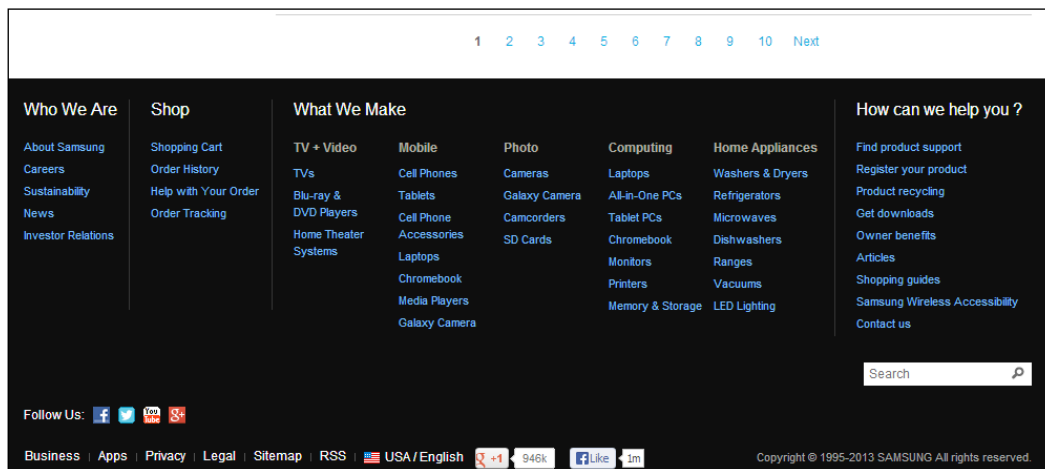 1 2 3 4 5 6 7 8 9 10 Next
Who We Are
About Samsung
Careers
Sustainability
News
Investor Relations
Shop
Shopping Cart
Order History
Help with Your Order
Order Tracking
What We Make
TV + Video
TVs
Blu-ray &
DVD Players
Home Theater
Systems
Mobile
Cell Phones
Tablets
Cell Phone
Accessories
Laptops
Chromebook
Media Players
Galaxy Camera
Photo
Cameras
Galaxy Camera
Camcorders
SD Cards
Computing
Laptops
All-in-One PCs
Tablet PCs
Chromebook
Monitors
Printers
Memory & Storage
Home Appliances
Washers & Dryers
Refrigerators
Microwaves
Dishwashers
Ranges
Vacuums
LED Lighting
How can we help you ?
Find product support
Register your product
Product recycling
Get downloads
Owner benefits
Articles
Shopping guides
Samsung Wireless Accessibility
Contact us
Search
Follow Us: f You Tube g+
Business | Apps | Privacy | Legal | Sitemap | RSS | USA / English g +1 946k f Like 1m Copyright © 1995-2013 SAMSUNG All rights reserved.